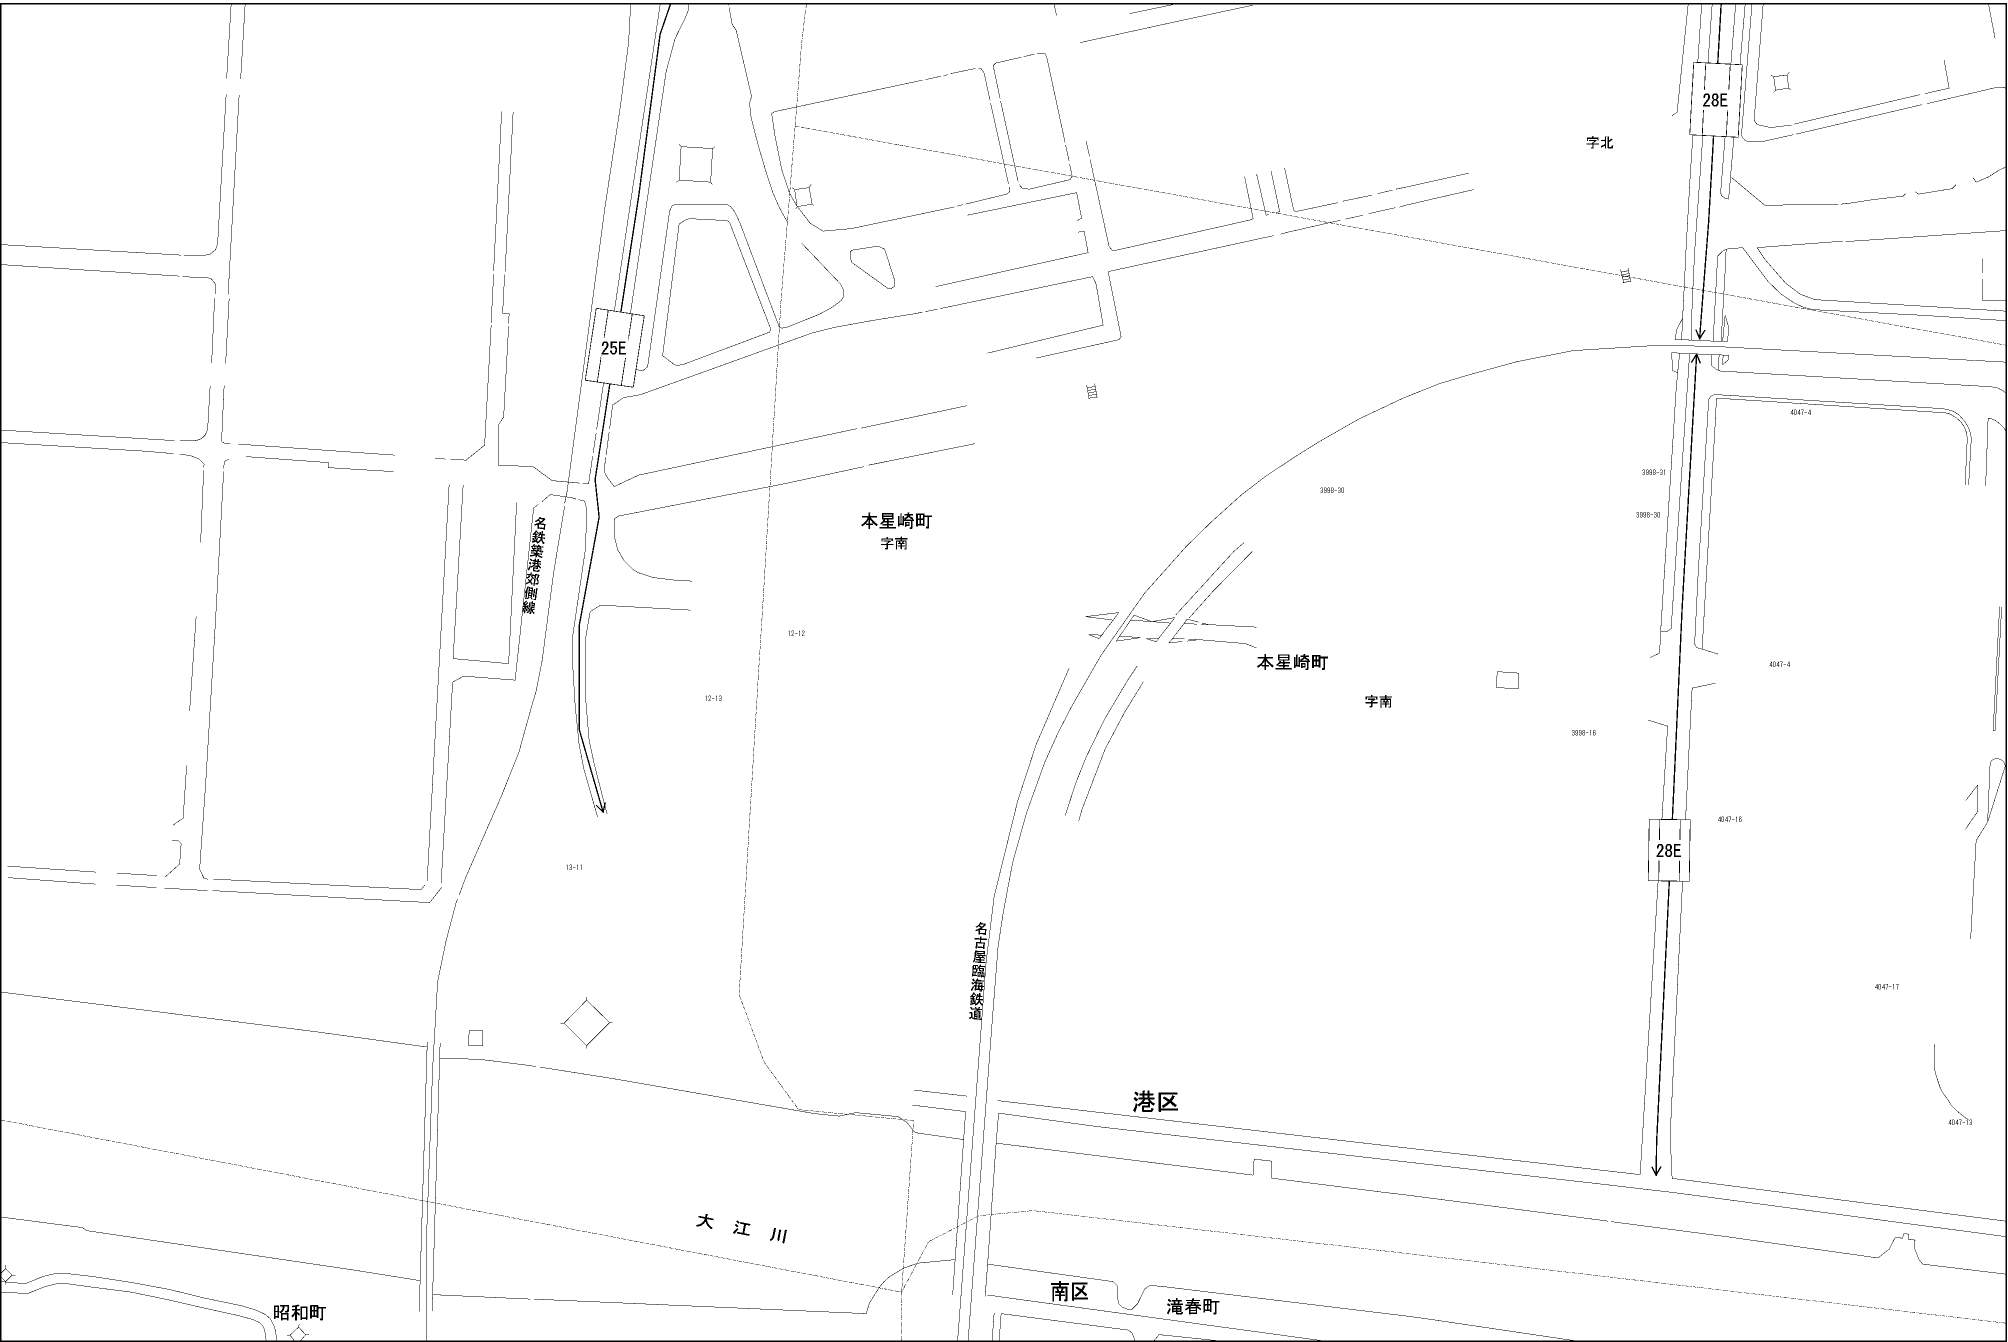 28E
字北
25E
4047-4
3998-31
3998-30
3998-30
本星崎町
字南
名鉄築港郊側線
12-12
本星崎町
4047-4
12-13
字南
3998-16
4047-16
28E
13-11
名古屋臨海鉄道
4047-17
港区
4047-13
大江川
南区
滝春町
昭和町